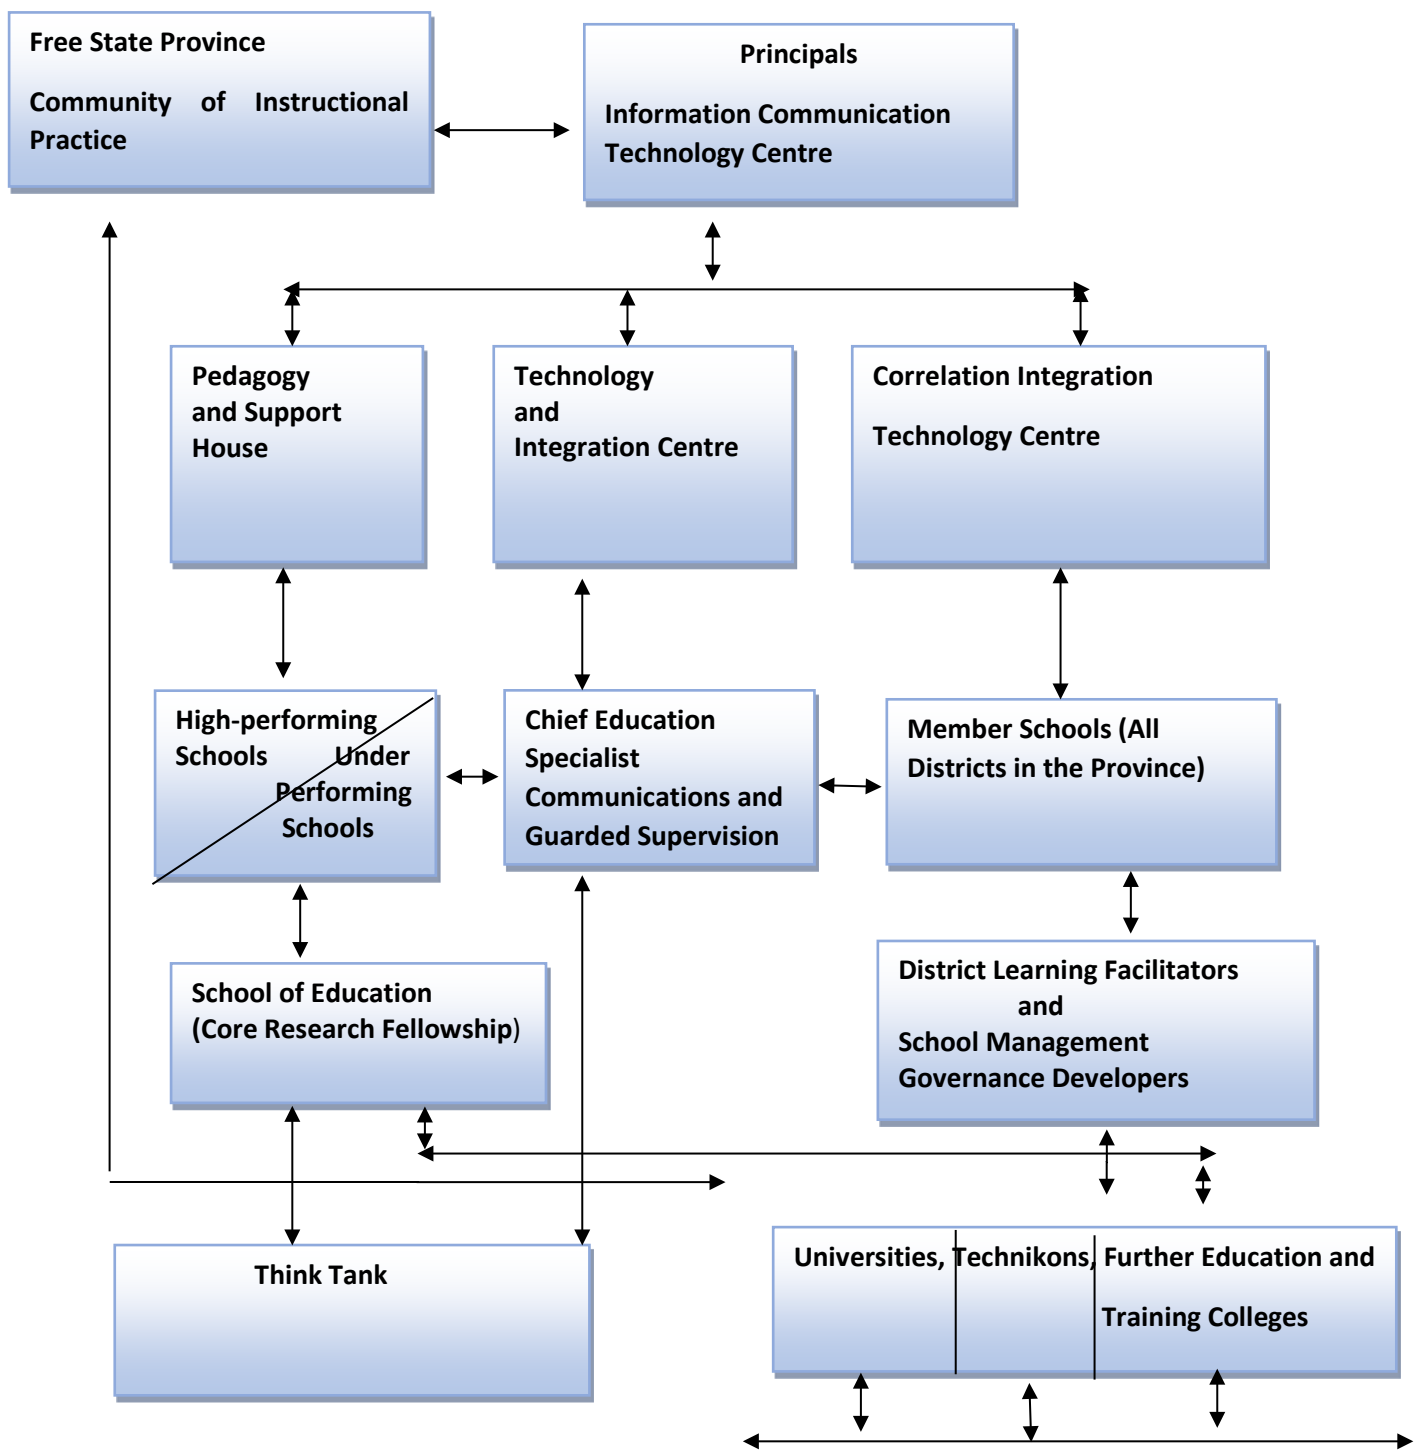 Free State Province
Community of Instructional
Practice
Principals
Information Communication
Technology Centre
Pedagogy
and Support
House
Technology
and
Integration Centre
Correlation Integration
Technology Centre
High-performing
Schools Under
Performing
Schools
Chief Education
Specialist
Communications and
Guarded Supervision
Member Schools (All
Districts in the Province)
School of Education
(Core Research Fellowship)
District Learning Facilitators
and
School Management
Governance Developers
Think Tank
Universities, Technikons, Further Education and
Training Colleges